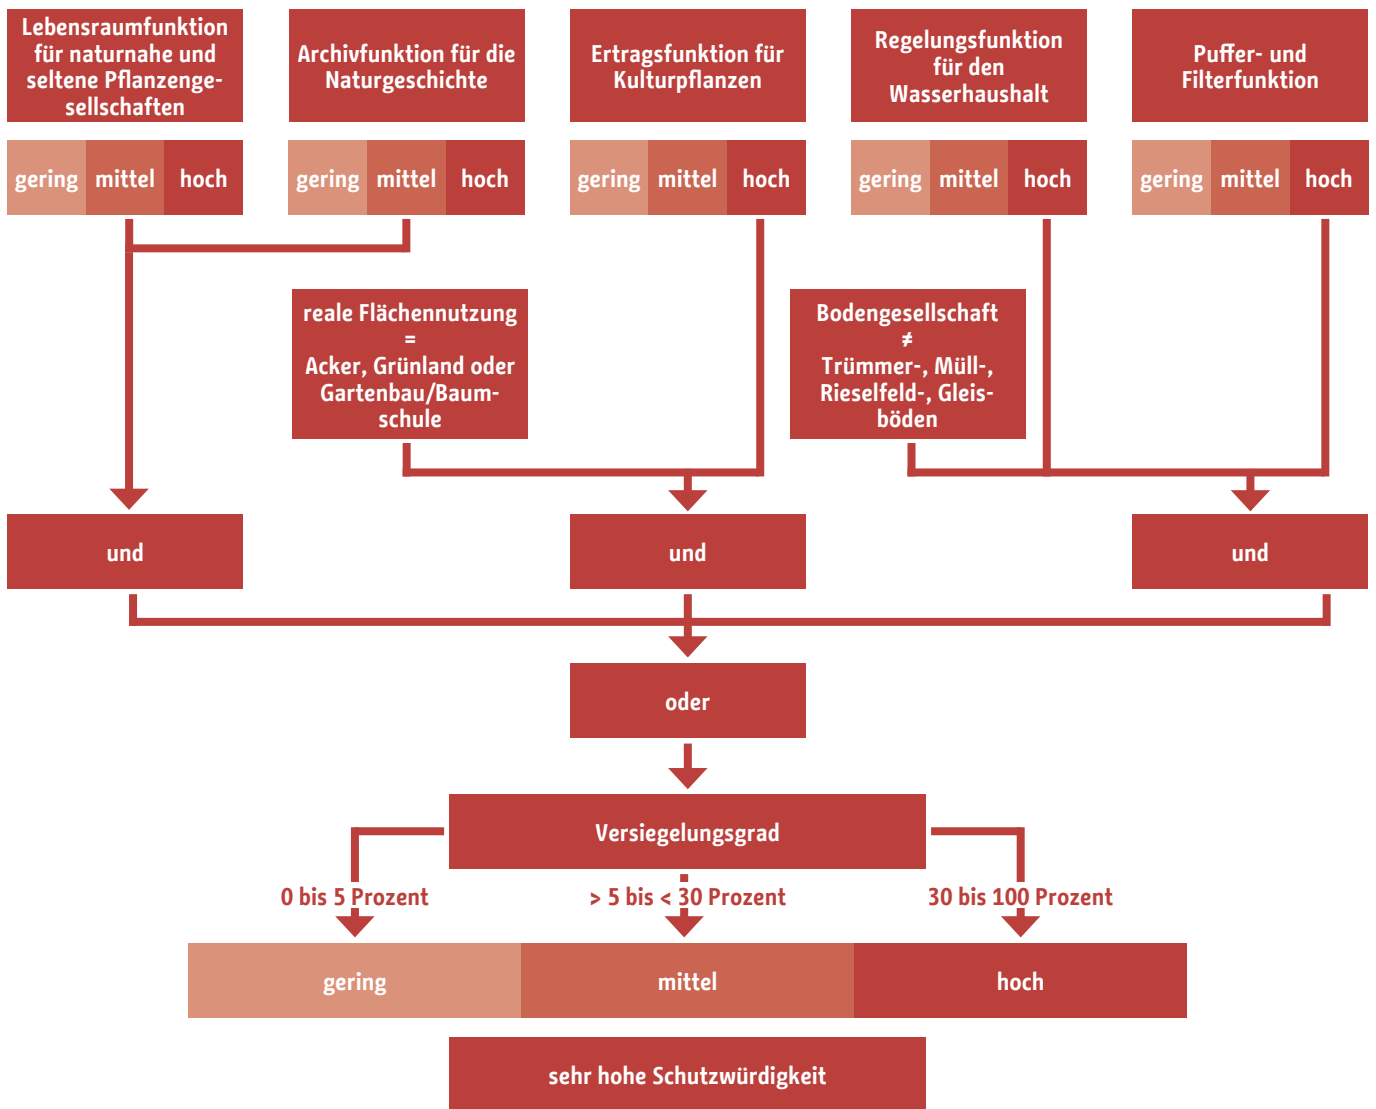 Lebensraumfunktion
für naturnahe und
seltene Pflanzenge-
sellschaften
Archivfunktion für die
Naturgeschichte
Ertragsfunktion für
Kulturpflanzen
Regelungsfunktion
für den
Wasserhaushalt
Puffer- und
Filterfunktion
gering mittel hoch
gering mittel hoch
gering mittel hoch
gering mittel hoch
gering mittel hoch
reale Flächennutzung
=
Acker, Grünland oder
Gartenbau/Baum-
schule
Bodengesellschaft
≠
Trümmer-, Müll-,
Rieselfeld-, Gleis-
böden
und
und
und
oder
Versiegelungsgrad
0 bis 5 Prozent
> 5 bis < 30 Prozent
30 bis 100 Prozent
gering
mittel
hoch
sehr hohe Schutzwürdigkeit